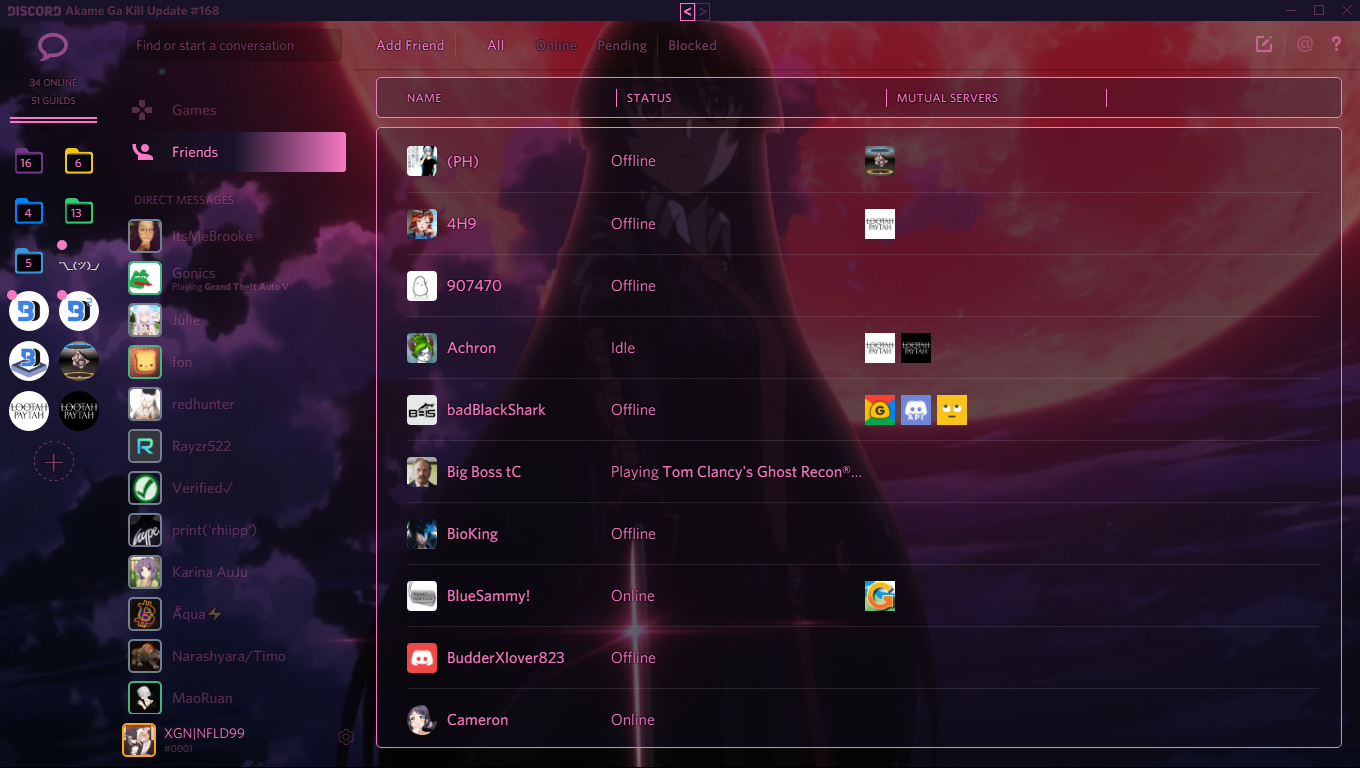 DISCORD Akame Ga Kill Update #168
< >
Find or start a conversation
Add Friend
All
Online
Pending
Blocked
@
?
34 ONLINE
51 GUILDS
16
6
4
13
5
¯\_(ツ)_/
Games
Friends
DIRECT MESSAGES
ItsMeBrooke
Gonics
Playing Grand Theft Auto V
Julie
fon
redhunter
Rayzr522
Verified✓
print('rhiipp')
Karina AuJu
Āqua⚡
Narashyara/Timo
MaoRuan
XGN|NFLD99
#0001
LOOTAH
PAYTAH
LOOTAH
PAYTAH
NAME
STATUS
MUTUAL SERVERS
(PH)
Offline
4H9
Offline
LOOTAH
PAYTAH
907470
Offline
Achron
Idle
LOOTAH
PAYTAH
LOOTAH
PAYTAH
badBlackShark
Offline
G
API
Big Boss tC
Playing Tom Clancy's Ghost Recon®...
BioKing
Offline
BlueSammy!
Online
G
BudderXlover823
Offline
Cameron
Online